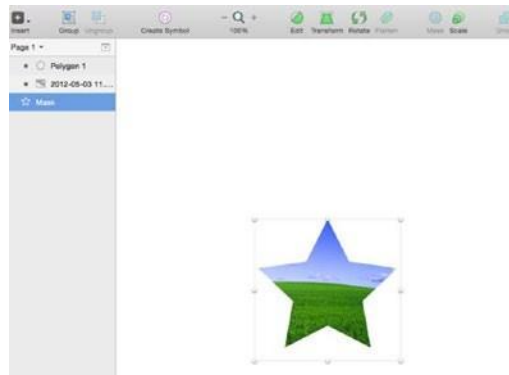 - +
Insert Group Ungroup Create Symbol 100% Edit Transform Rotate Flatten Mask Scale
Page 1
Polygon 1
2012-05-03 11....
Mask